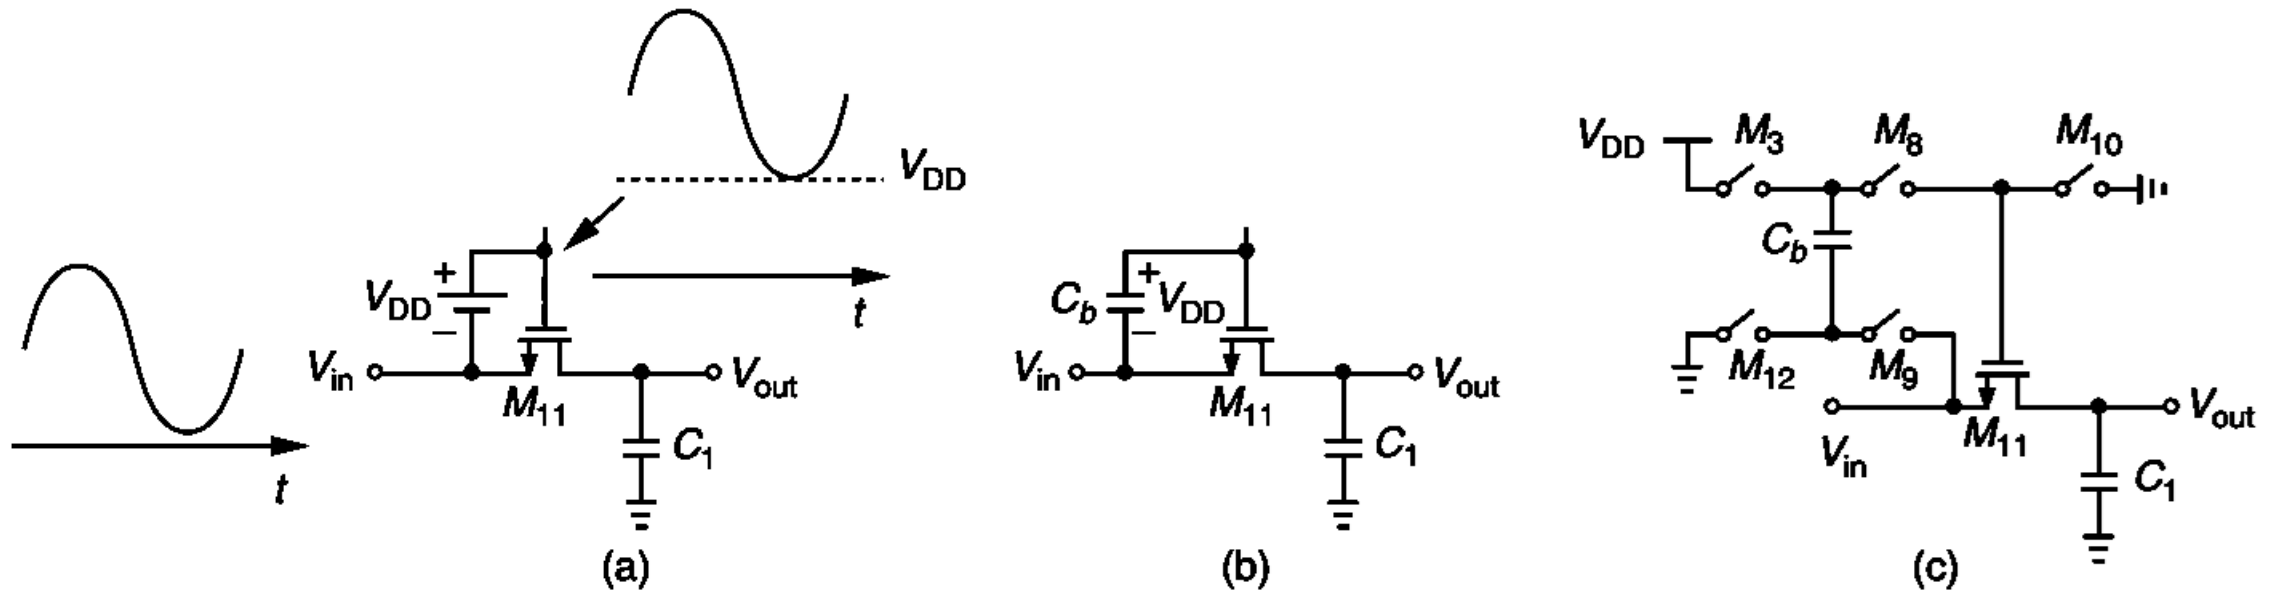 V_DD
t
+
V_DD
−
V_in
M_11
V_out
C_1
t
(a)
C_b
+
V_DD
−
V_in
M_11
V_out
C_1
(b)
V_DD
M_3
M_8
M_10
C_b
M_12
M_9
V_in
M_11
V_out
C_1
(c)